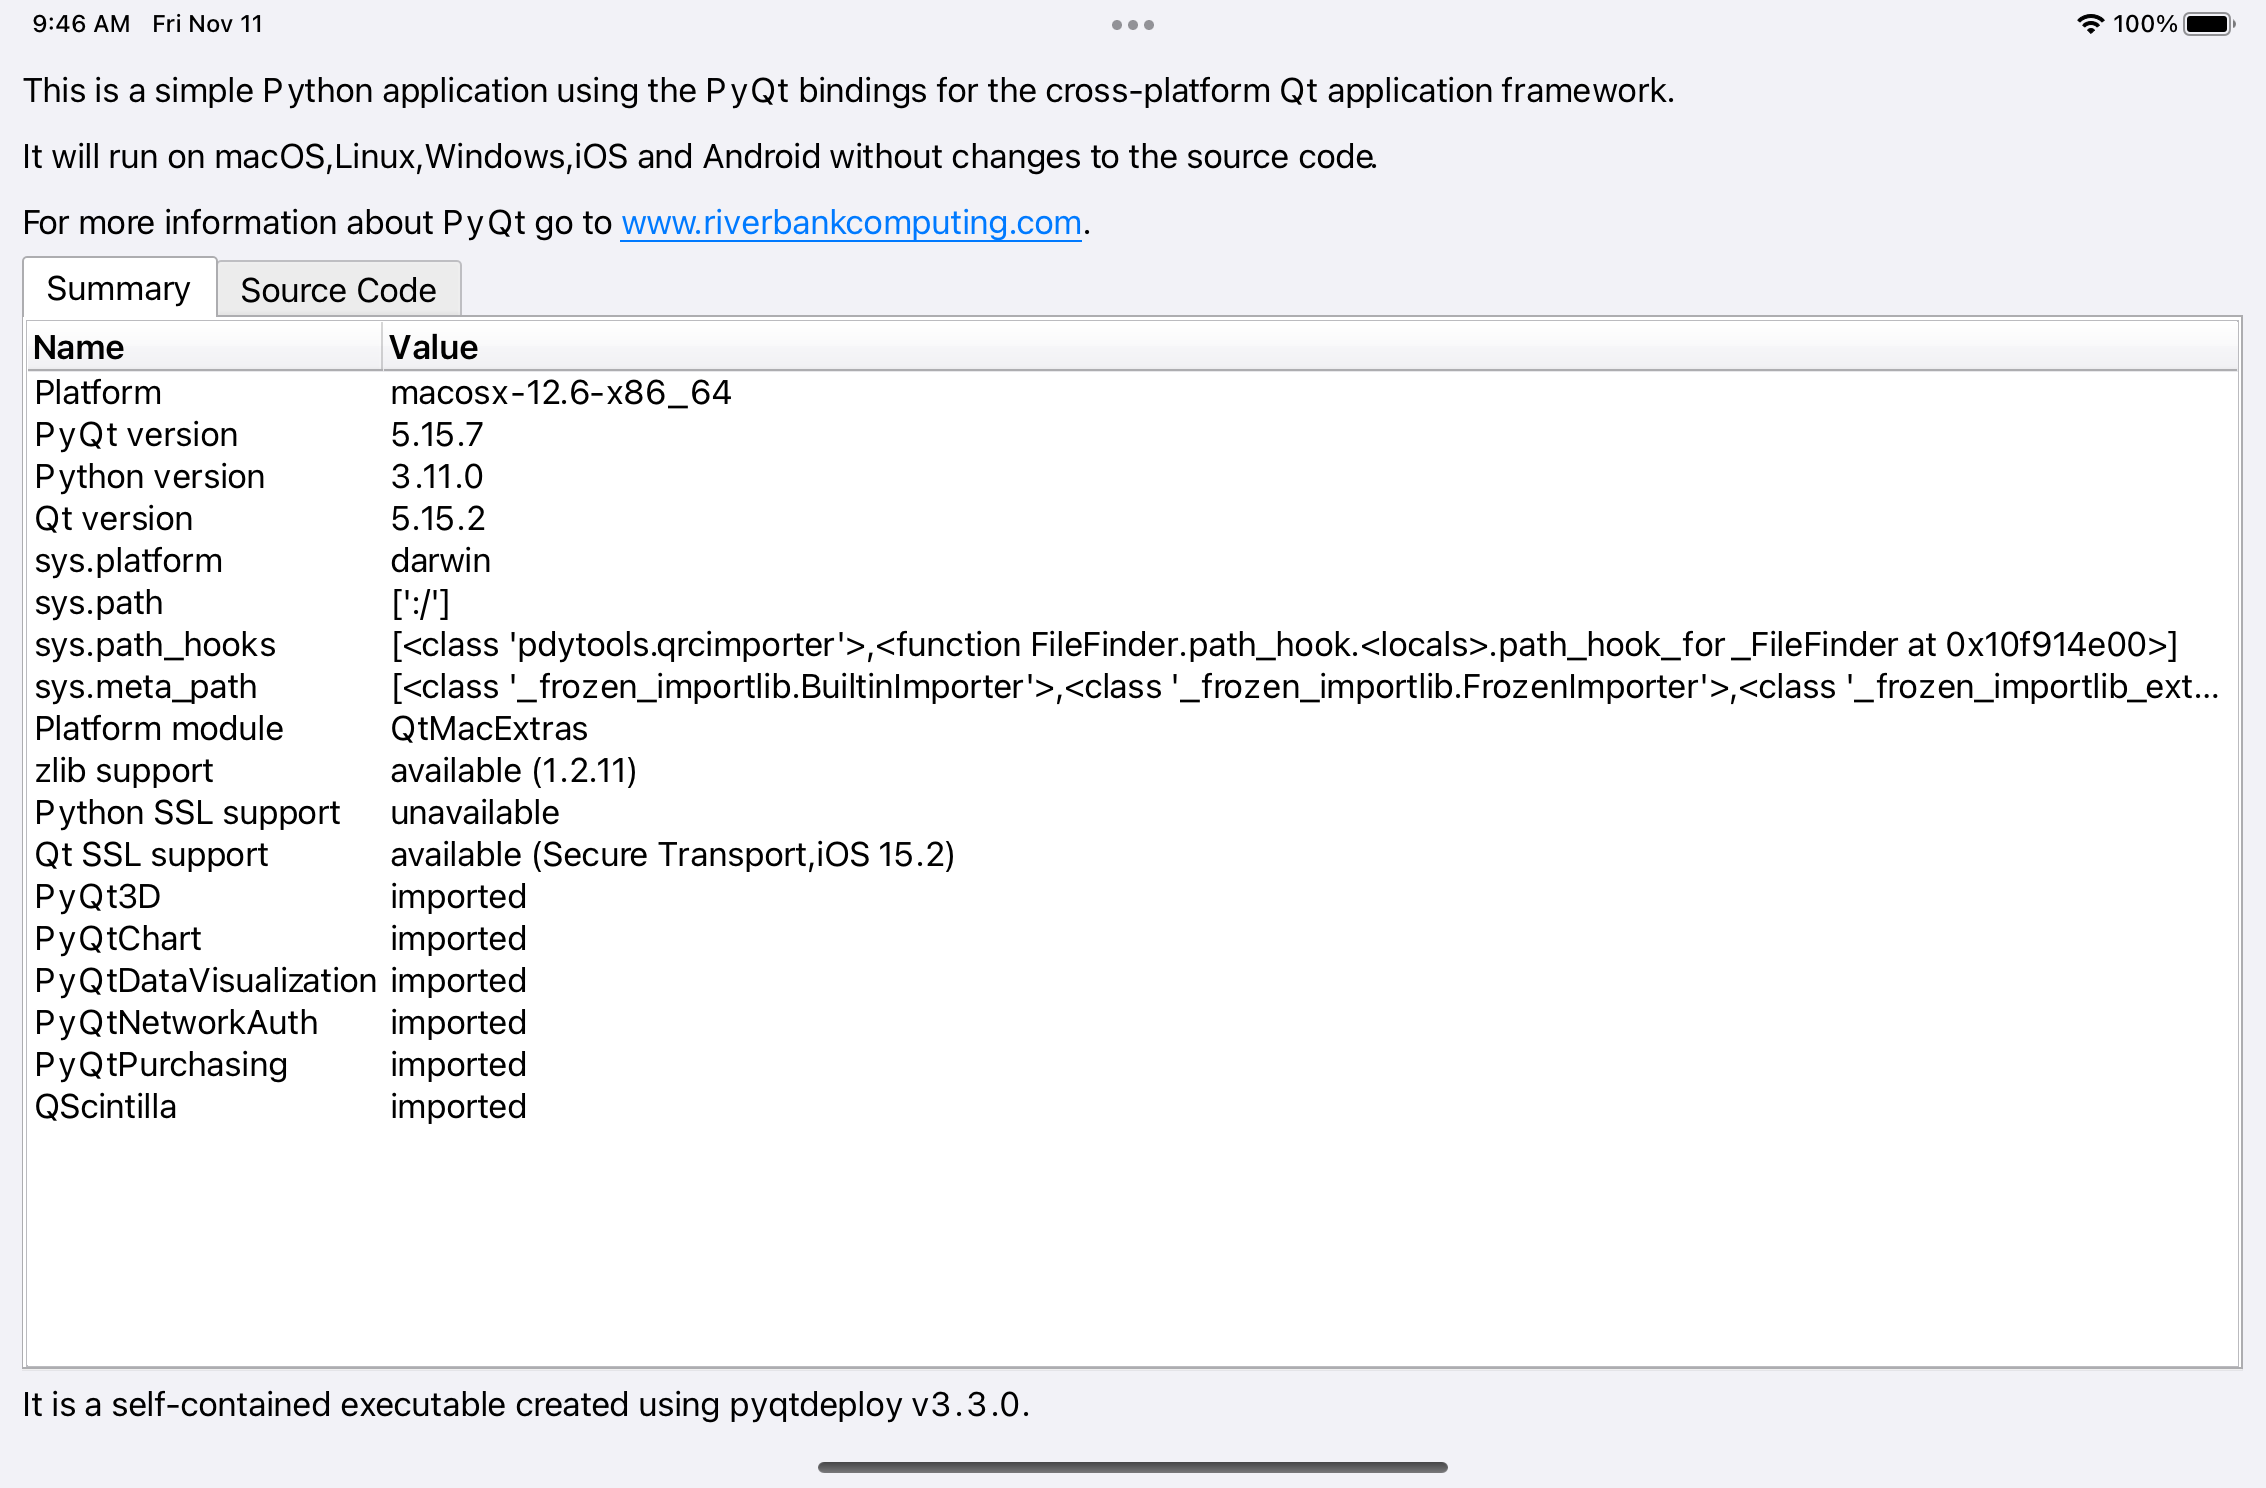 9:46 AM Fri Nov 11 100%
This is a simple Python application using the PyQt bindings for the cross-platform Qt application framework.
It will run on macOS,Linux,Windows,iOS and Android without changes to the source code.
For more information about PyQt go to www.riverbankcomputing.com.
Summary Source Code
Name Value
Platform macosx-12.6-x86_64
PyQt version 5.15.7
Python version 3.11.0
Qt version 5.15.2
sys.platform darwin
sys.path [':/']
sys.path_hooks [<class 'pdytools.qrcimporter'>,<function FileFinder.path_hook.<locals>.path_hook_for_FileFinder at 0x10f914e00>]
sys.meta_path [<class '_frozen_importlib.BuiltinImporter'>,<class '_frozen_importlib.FrozenImporter'>,<class '_frozen_importlib_ext...
Platform module QtMacExtras
zlib support available (1.2.11)
Python SSL support unavailable
Qt SSL support available (Secure Transport,iOS 15.2)
PyQt3D imported
PyQtChart imported
PyQtDataVisualization imported
PyQtNetworkAuth imported
PyQtPurchasing imported
QScintilla imported
It is a self-contained executable created using pyqtdeploy v3.3.0.